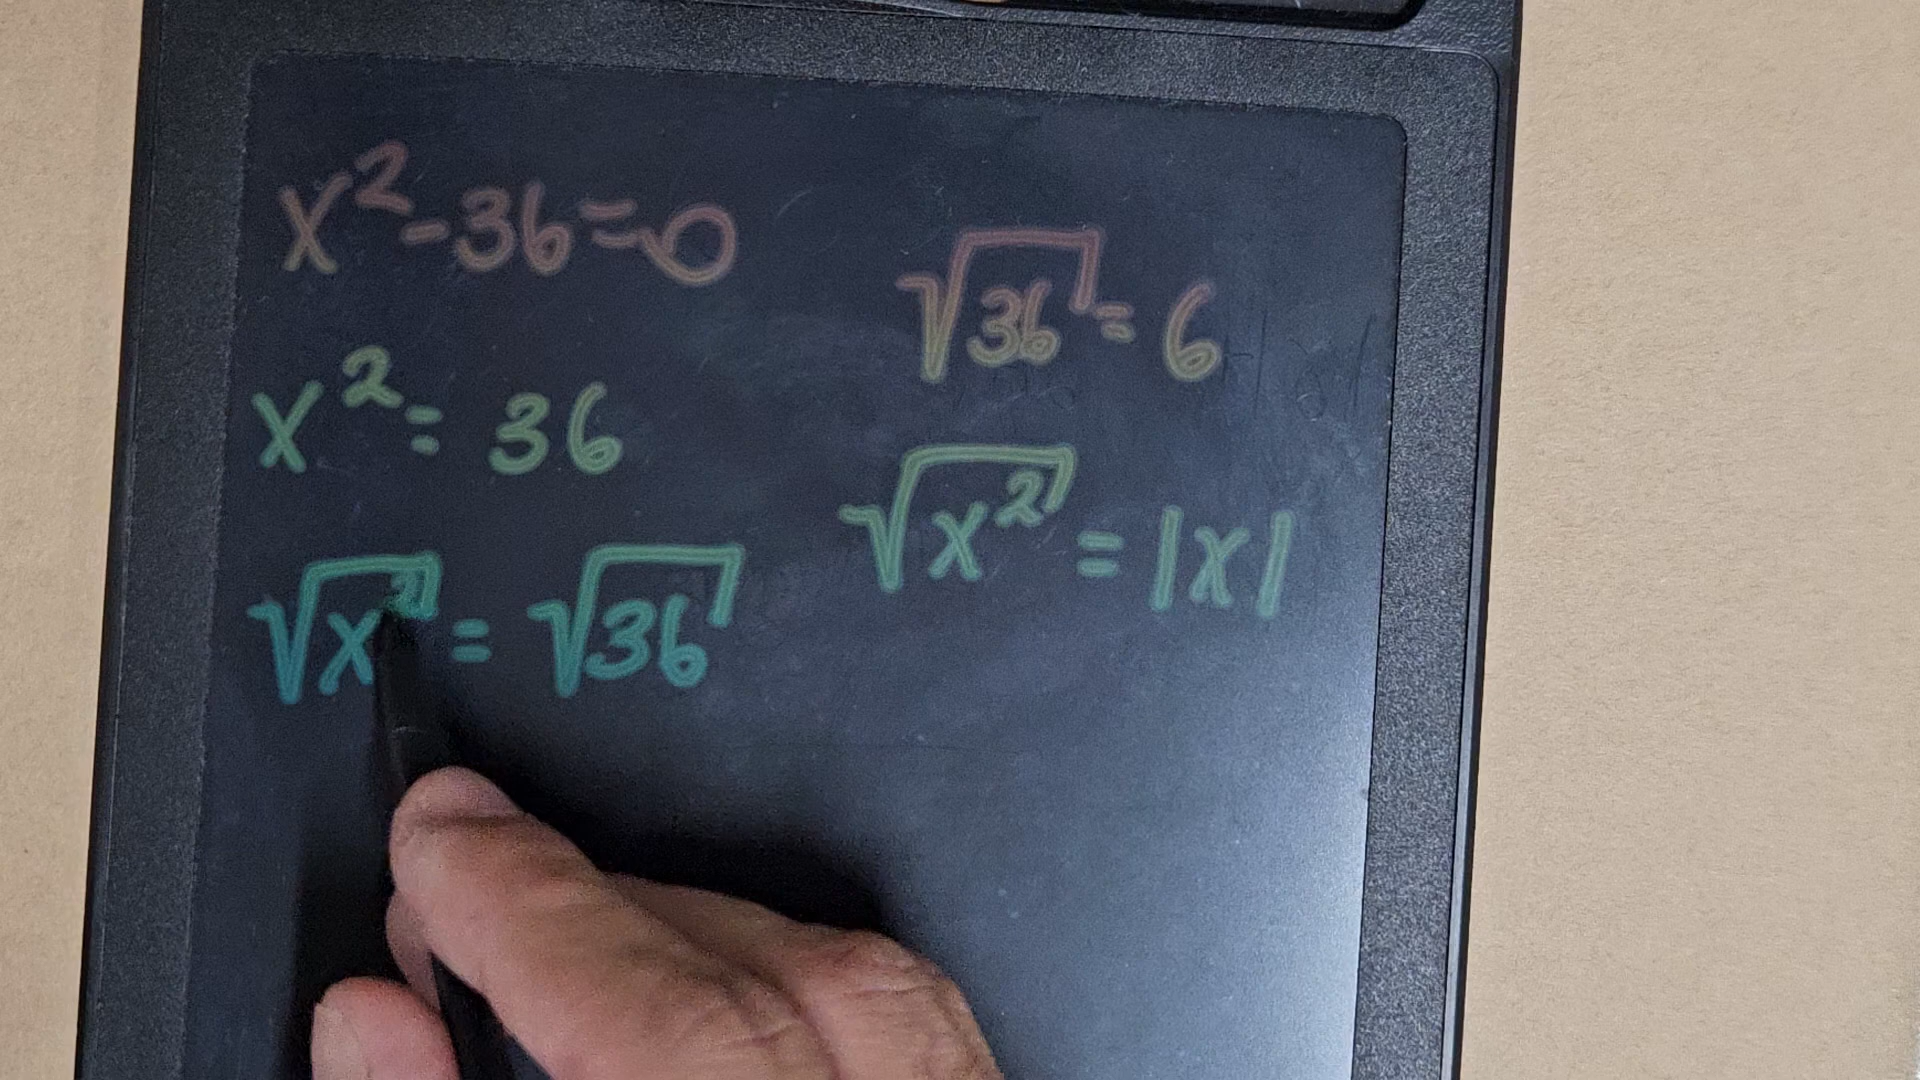 x² - 36 = 0
x² = 36
√x² = √36
√36 = 6
√x² = |x|